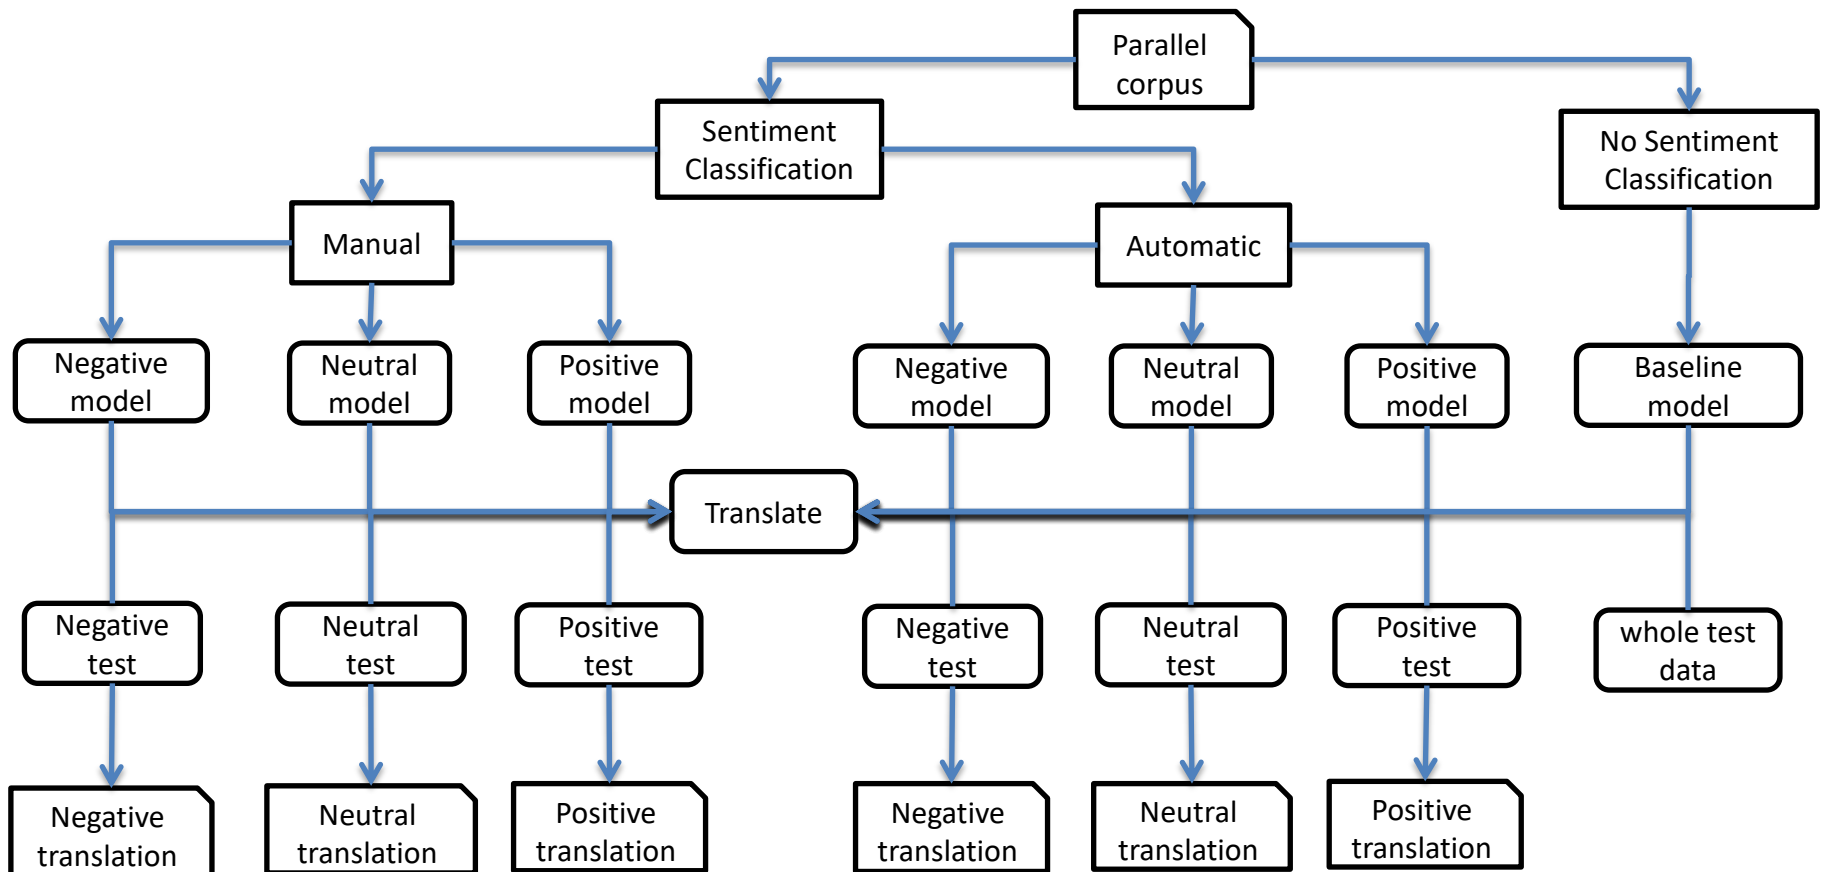 Parallel
corpus
Sentiment
Classification
No Sentiment
Classification
Manual
Automatic
Negative
model
Neutral
model
Positive
model
Negative
model
Neutral
model
Positive
model
Baseline
model
Translate
Negative
test
Neutral
test
Positive
test
Negative
test
Neutral
test
Positive
test
whole test
data
Negative
translation
Neutral
translation
Positive
translation
Negative
translation
Neutral
translation
Positive
translation